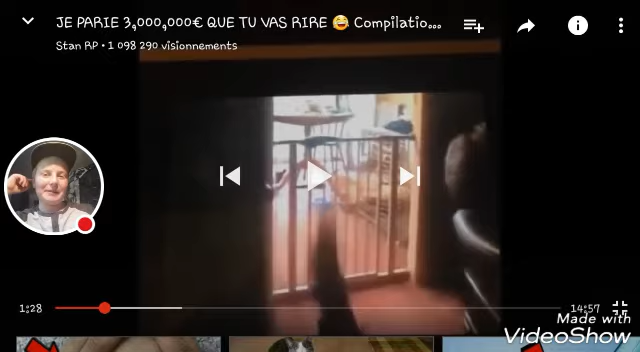 JE PARIE 3,000,000€ QUE TU VAS RIRE 😂 Compilatio...
Stan RP • 1 098 290 visionnements
1:28
14:57
Made with
VideoShow